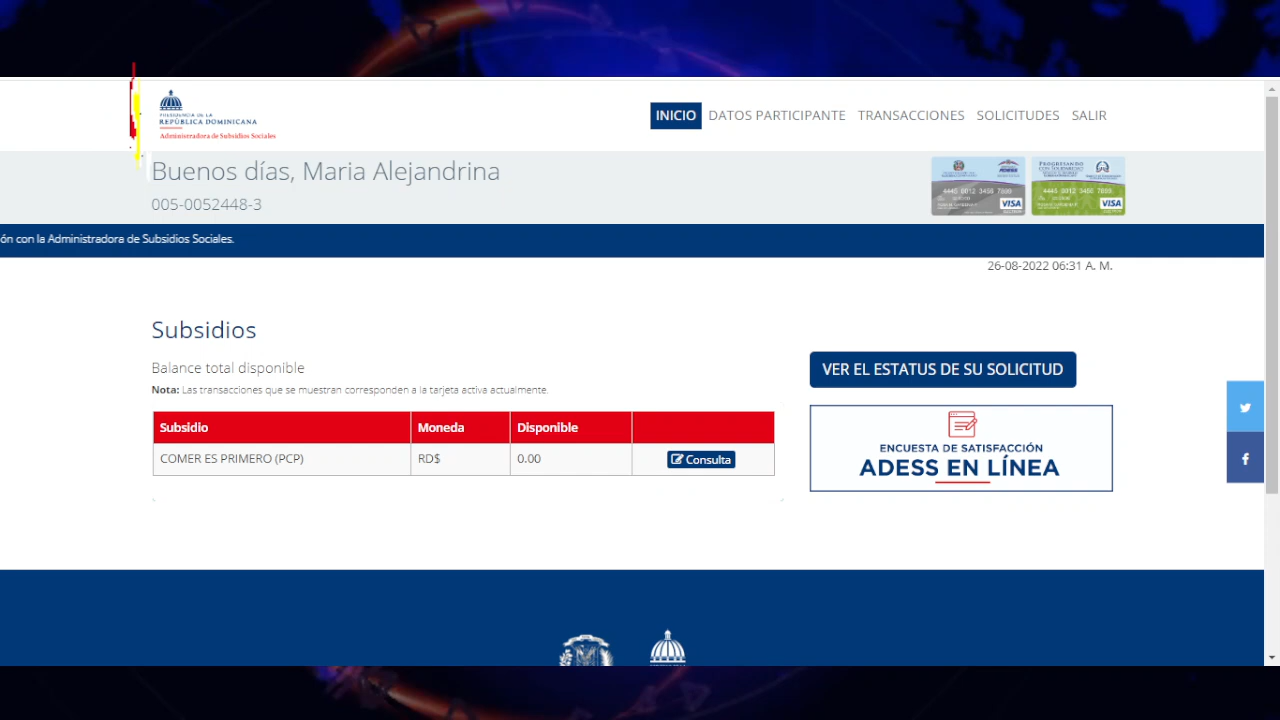 PRESIDENCIA DE LA
REPÚBLICA DOMINICANA
Administradora de Subsidios Sociales
INICIO DATOS PARTICIPANTE TRANSACCIONES SOLICITUDES SALIR
Buenos días, Maria Alejandrina
005-0052448-3
PROGRESANDO
CON SOLIDARIDAD
VISA
VISA
ón con la Administradora de Subsidios Sociales.
26-08-2022 06:31 A. M.
Subsidios
Balance total disponible
Nota: Las transacciones que se muestran corresponden a la tarjeta activa actualmente.
VER EL ESTATUS DE SU SOLICITUD
Subsidio Moneda Disponible
COMER ES PRIMERO (PCP) RD$ 0.00 Consulta
ENCUESTA DE SATISFACCIÓN
ADESS EN LÍNEA